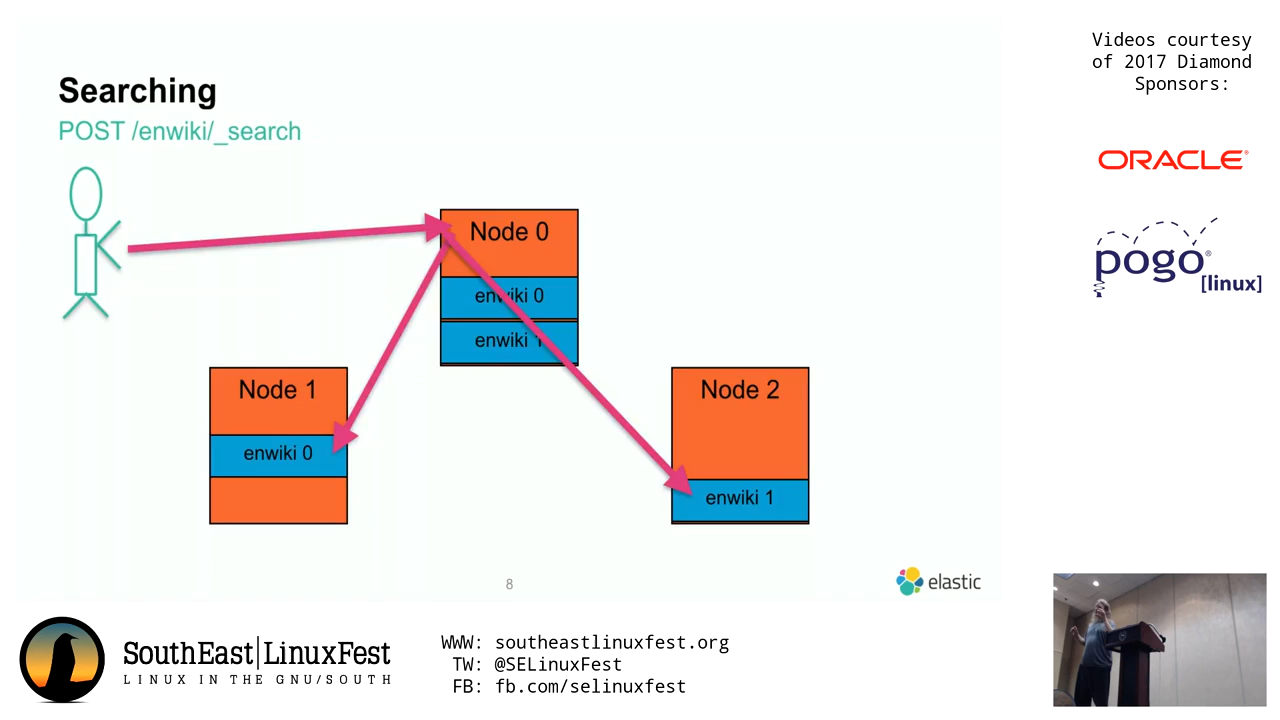 Searching
POST /enwiki/_search
Node 0
enwiki 0
enwiki 1
Node 1
enwiki 0
Node 2
enwiki 1
8
elastic
Videos courtesy
of 2017 Diamond
Sponsors:
ORACLE®
pogo®
[linux]
SouthEast|LinuxFest
LINUX IN THE GNU/SOUTH
WWW: southeastlinuxfest.org
TW: @SELinuxFest
FB: fb.com/selinuxfest